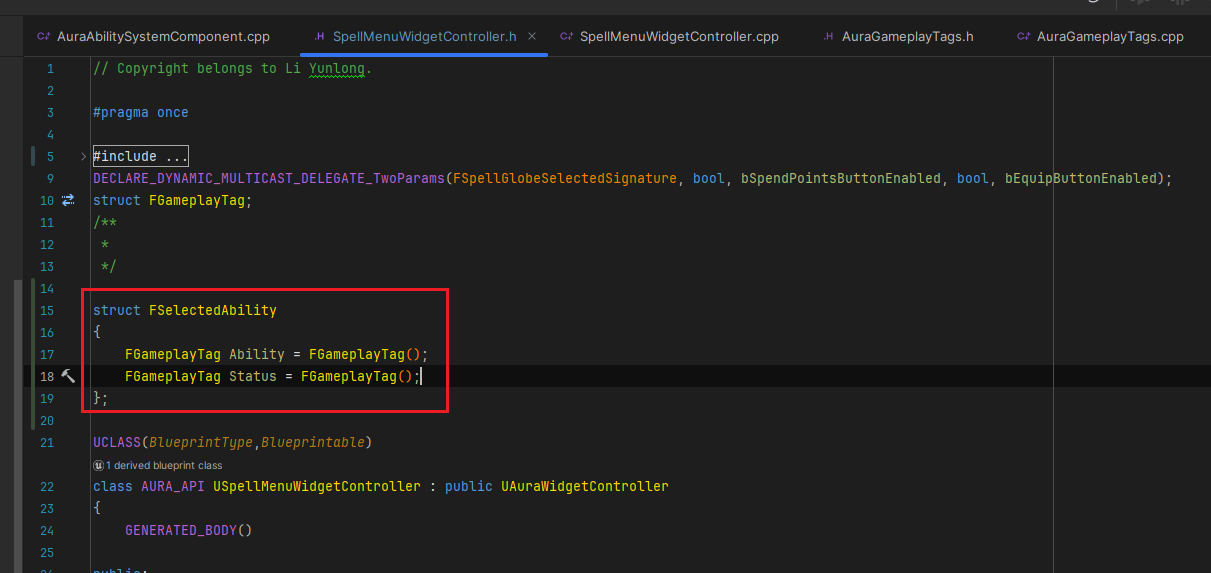 AuraAbilitySystemComponent.cpp SpellMenuWidgetController.h SpellMenuWidgetController.cpp AuraGameplayTags.h AuraGameplayTags.cpp
1 // Copyright belongs to Li Yunlong.
2
3 #pragma once
4
5 #include ...
9 DECLARE_DYNAMIC_MULTICAST_DELEGATE_TwoParams(FSpellGlobeSelectedSignature, bool, bSpendPointsButtonEnabled, bool, bEquipButtonEnabled);
10 struct FGameplayTag;
11 /**
12 *
13 */
14
15 struct FSelectedAbility
16 {
17 FGameplayTag Ability = FGameplayTag();
18 FGameplayTag Status = FGameplayTag();
19 };
20
21 UCLASS(BlueprintType,Blueprintable)
1 derived blueprint class
22 class AURA_API USpellMenuWidgetController : public UAuraWidgetController
23 {
24 GENERATED_BODY()
25
public: